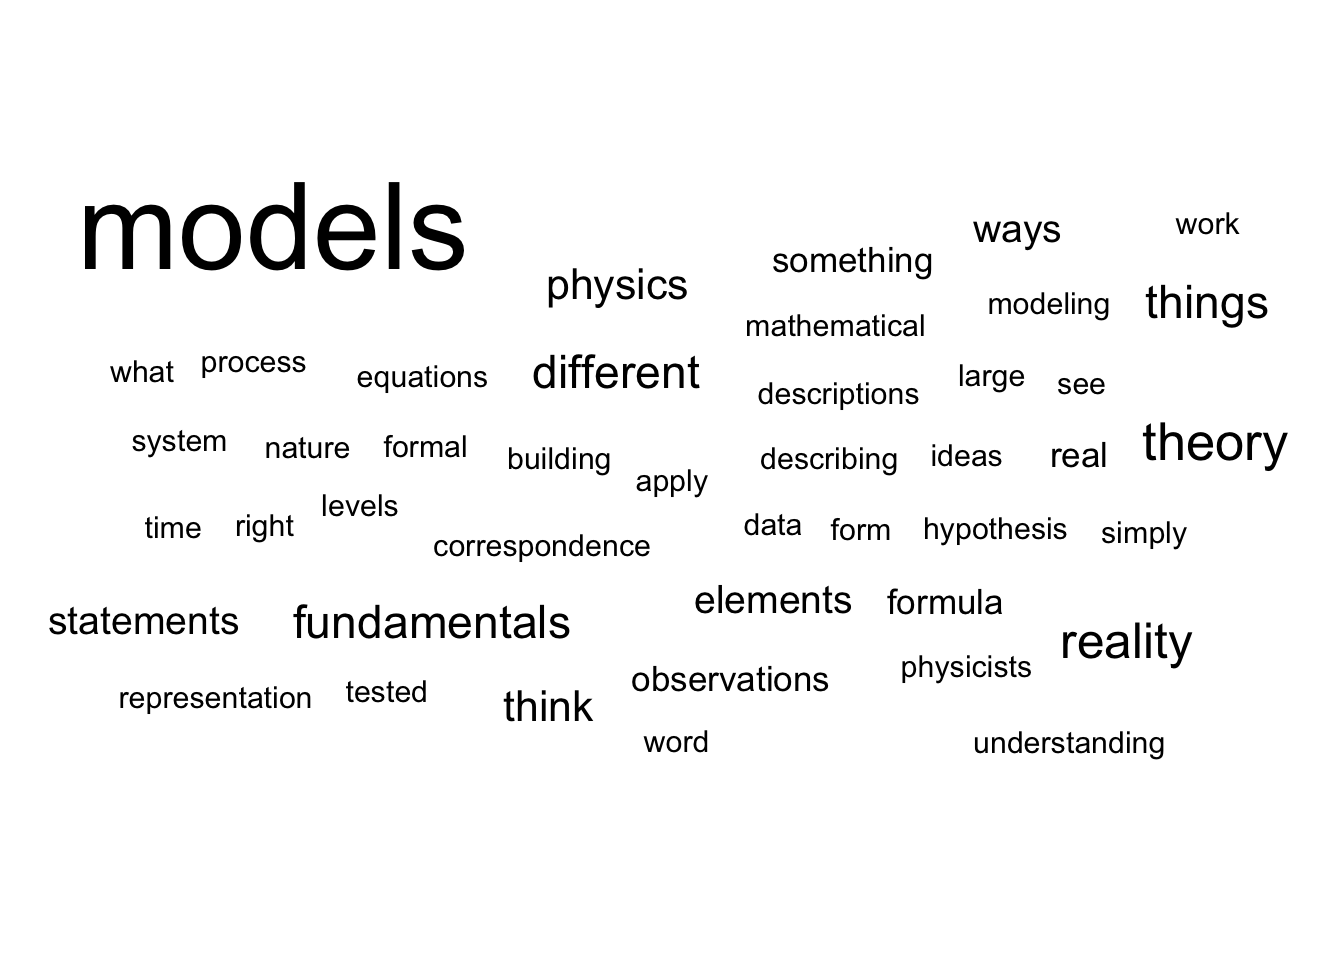 models
ways
work
something
physics
modeling
things
mathematical
what
process
equations
different
descriptions
large
see
system
nature
formal
building
apply
describing
ideas
real
theory
time
right
levels
correspondence
data
form
hypothesis
simply
statements
fundamentals
elements
formula
reality
representation
tested
think
observations
physicists
word
understanding